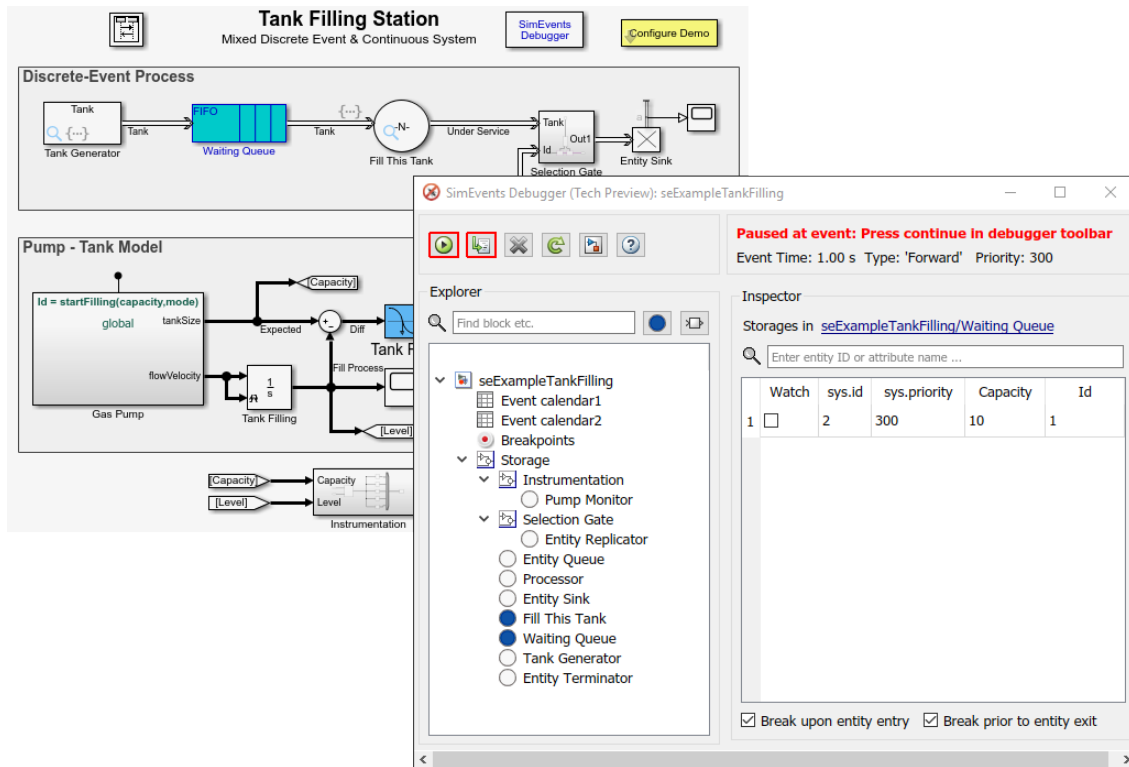 Tank Filling Station
Mixed Discrete Event & Continuous System
SimEvents
Debugger
Configure Demo
Discrete-Event Process
Tank
{...}
Tank Generator
Tank
FIFO
Waiting Queue
{...}
Tank
-N-
Fill This Tank
Under Service
Tank
Id
Out1
Selection Gate
a
Entity Sink
Pump - Tank Model
Id = startFilling(capacity,mode)
global
tankSize
flowVelocity
Gas Pump
[Capacity]
Expected
+
-
Diff
Tank F
1
s
Tank Filling
Fill Process
[Level]
[Capacity]
[Level]
Capacity
Level
Instrumentation
SimEvents Debugger (Tech Preview): seExampleTankFilling
Paused at event: Press continue in debugger toolbar
Event Time: 1.00 s Type: 'Forward' Priority: 300
Explorer
Find block etc.
seExampleTankFilling
Event calendar1
Event calendar2
Breakpoints
Storage
Instrumentation
Pump Monitor
Selection Gate
Entity Replicator
Entity Queue
Processor
Entity Sink
Fill This Tank
Waiting Queue
Tank Generator
Entity Terminator
Inspector
Storages in seExampleTankFilling/Waiting Queue
Enter entity ID or attribute name ...
Watch sys.id sys.priority Capacity Id
1 2 300 10 1
Break upon entity entry Break prior to entity exit